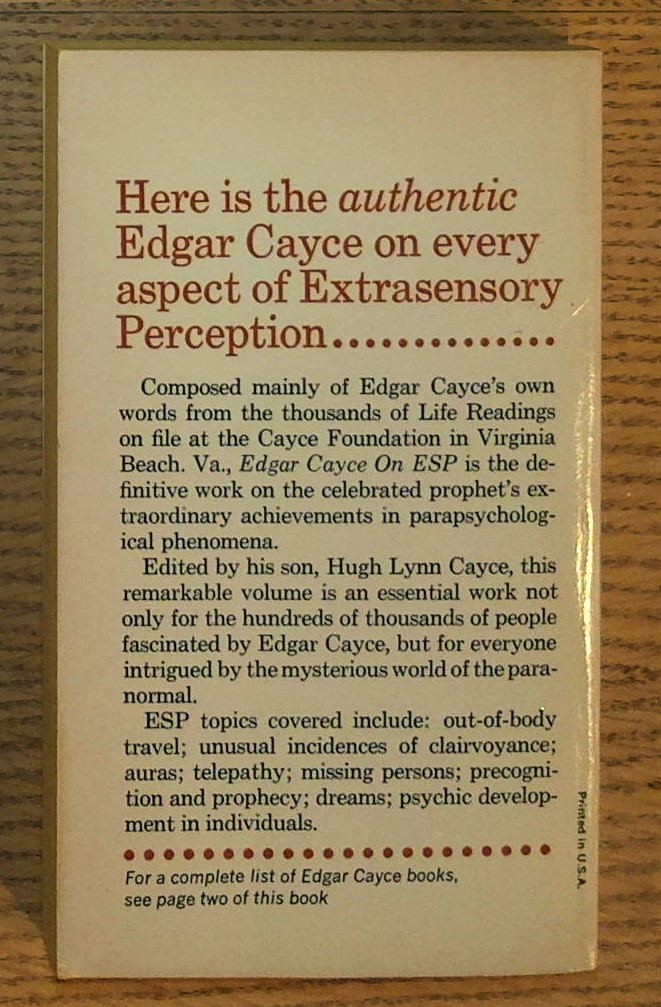 Here is the authentic
Edgar Cayce on every
aspect of Extrasensory
Perception..............
Composed mainly of Edgar Cayce's own
words from the thousands of Life Readings
on file at the Cayce Foundation in Virginia
Beach. Va., Edgar Cayce On ESP is the de-
finitive work on the celebrated prophet's ex-
traordinary achievements in parapsycholog-
ical phenomena.
Edited by his son, Hugh Lynn Cayce, this
remarkable volume is an essential work not
only for the hundreds of thousands of people
fascinated by Edgar Cayce, but for everyone
intrigued by the mysterious world of the para-
normal.
ESP topics covered include: out-of-body
travel; unusual incidences of clairvoyance;
auras; telepathy; missing persons; precogni-
tion and prophecy; dreams; psychic develop-
ment in individuals.
For a complete list of Edgar Cayce books,
see page two of this book
Printed in U.S.A.